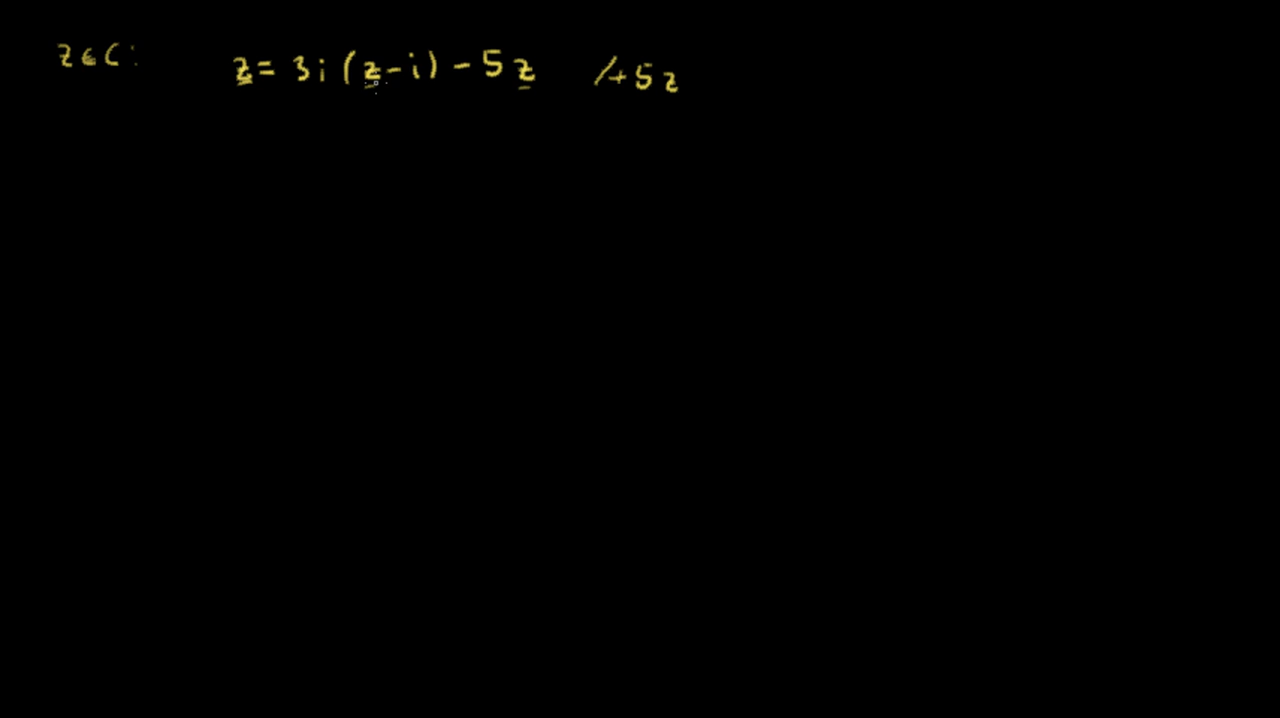 z ∈ C: z = 3i(z-i) - 5z /+5z